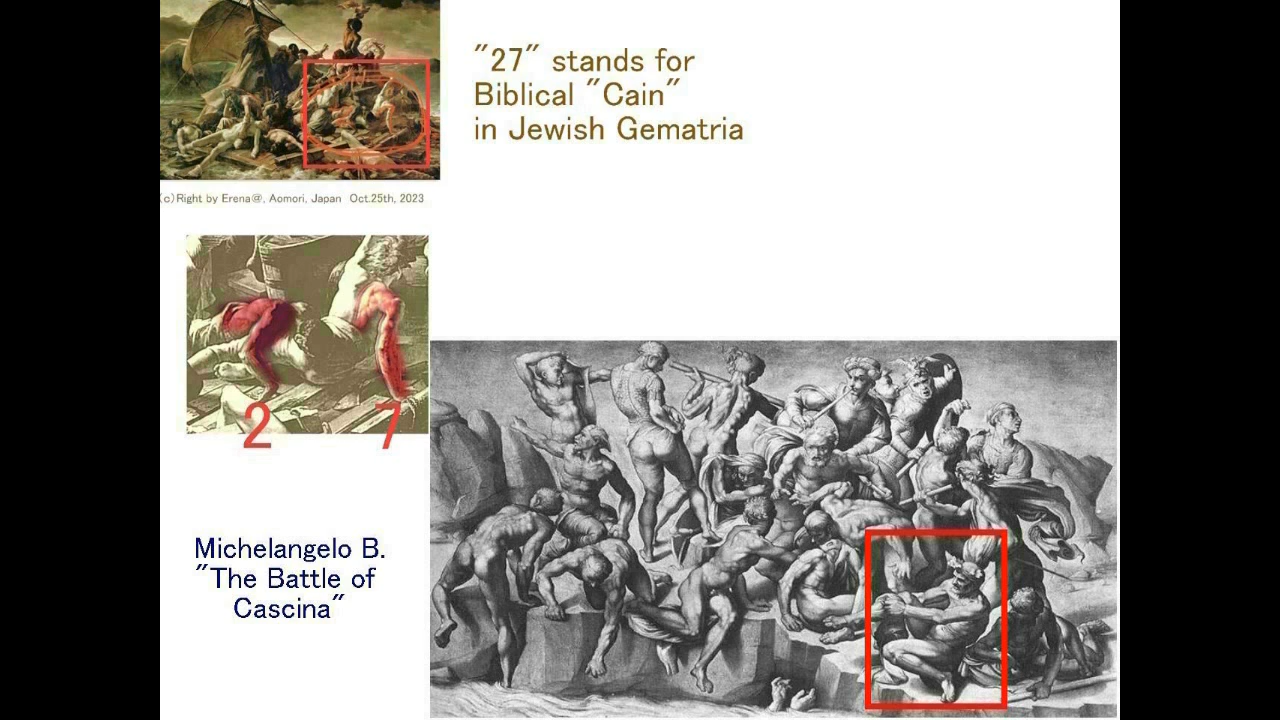 "27" stands for
Biblical "Cain"
in Jewish Gematria
(c)Right by Erena@, Aomori, Japan Oct.25th, 2023
2 7
Michelangelo B.
"The Battle of
Cascina"